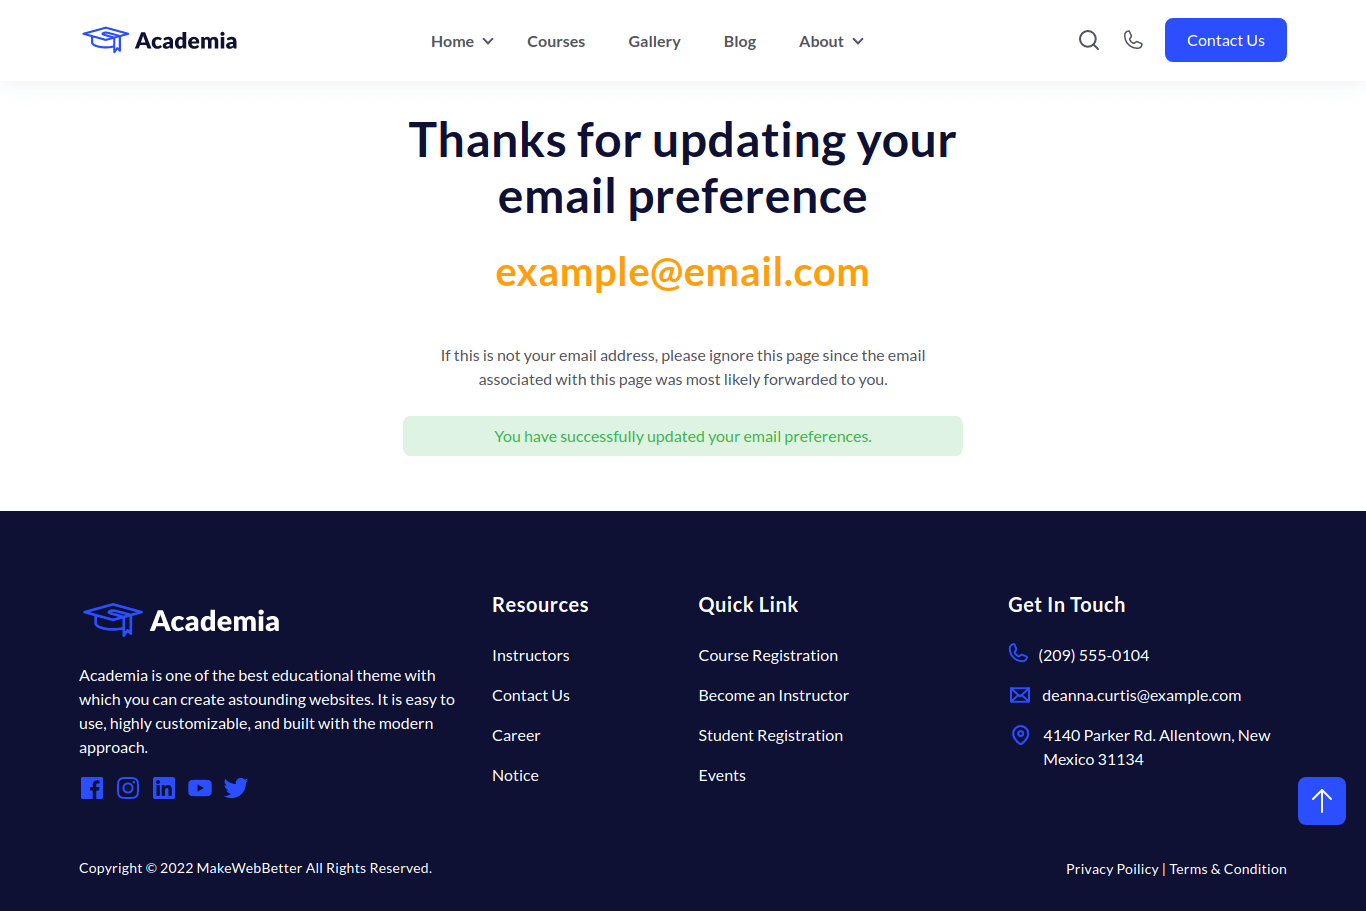 Academia
Home
Courses
Gallery
Blog
About
Contact Us
Thanks for updating your
email preference
example@email.com
If this is not your email address, please ignore this page since the email
associated with this page was most likely forwarded to you.
You have successfully updated your email preferences.
Academia
Academia is one of the best educational theme with
which you can create astounding websites. It is easy to
use, highly customizable, and built with the modern
approach.
Resources
Instructors
Contact Us
Career
Notice
Quick Link
Course Registration
Become an Instructor
Student Registration
Events
Get In Touch
(209) 555-0104
deanna.curtis@example.com
4140 Parker Rd. Allentown, New
Mexico 31134
Copyright © 2022 MakeWebBetter All Rights Reserved.
Privacy Poilicy | Terms & Condition